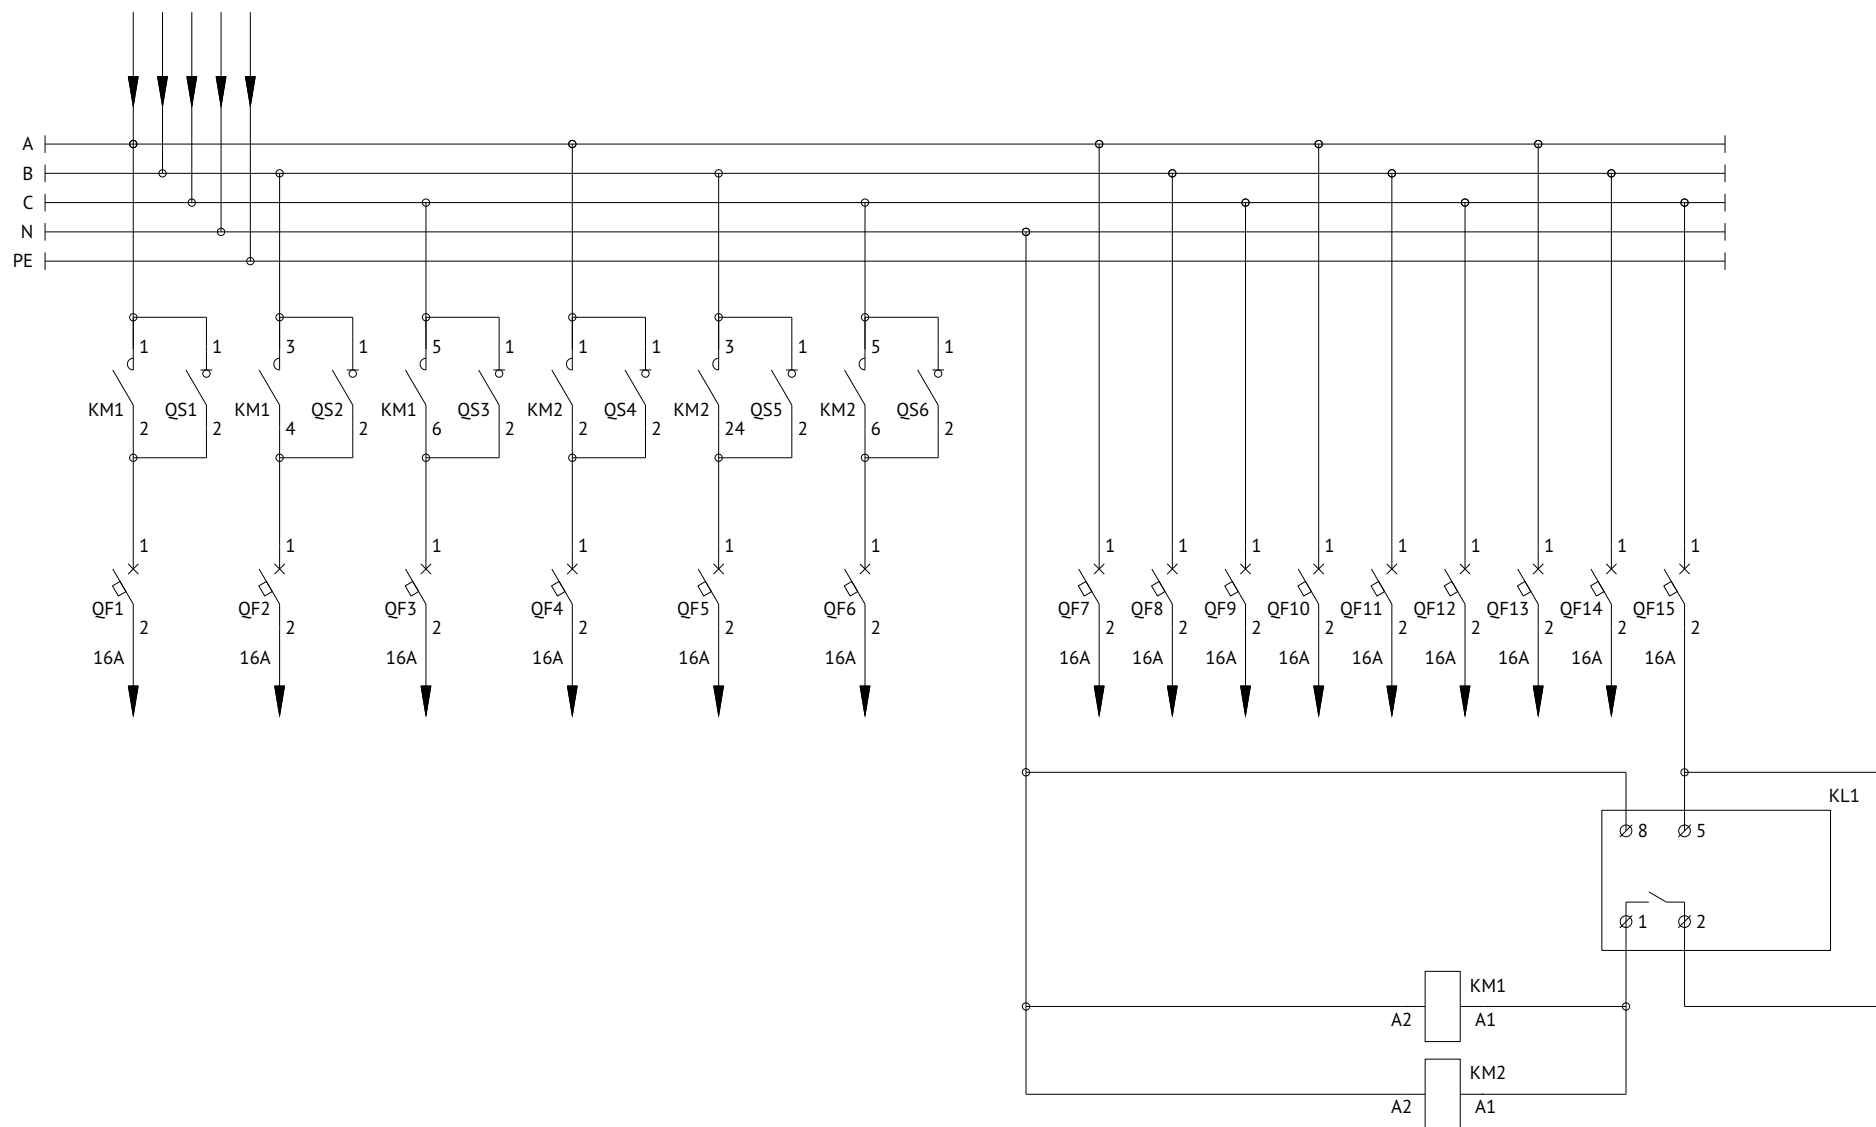 A
B
C
N
PE
1 1 3 1 5 1 1 1 3 1 5 1
KM1 QS1 KM1 QS2 KM1 QS3 KM2 QS4 KM2 QS5 KM2 QS6
2 2 4 2 6 2 2 2 24 2 6 2
1 1 1 1 1 1 1 1 1 1 1 1 1 1 1
QF1 QF2 QF3 QF4 QF5 QF6 QF7 QF8 QF9 QF10 QF11 QF12 QF13 QF14 QF15
2 2 2 2 2 2 2 2 2 2 2 2 2 2 2
16A 16A 16A 16A 16A 16A 16A 16A 16A 16A 16A 16A 16A 16A 16A
KL1
8 5
1 2
KM1
A2 A1
KM2
A2 A1